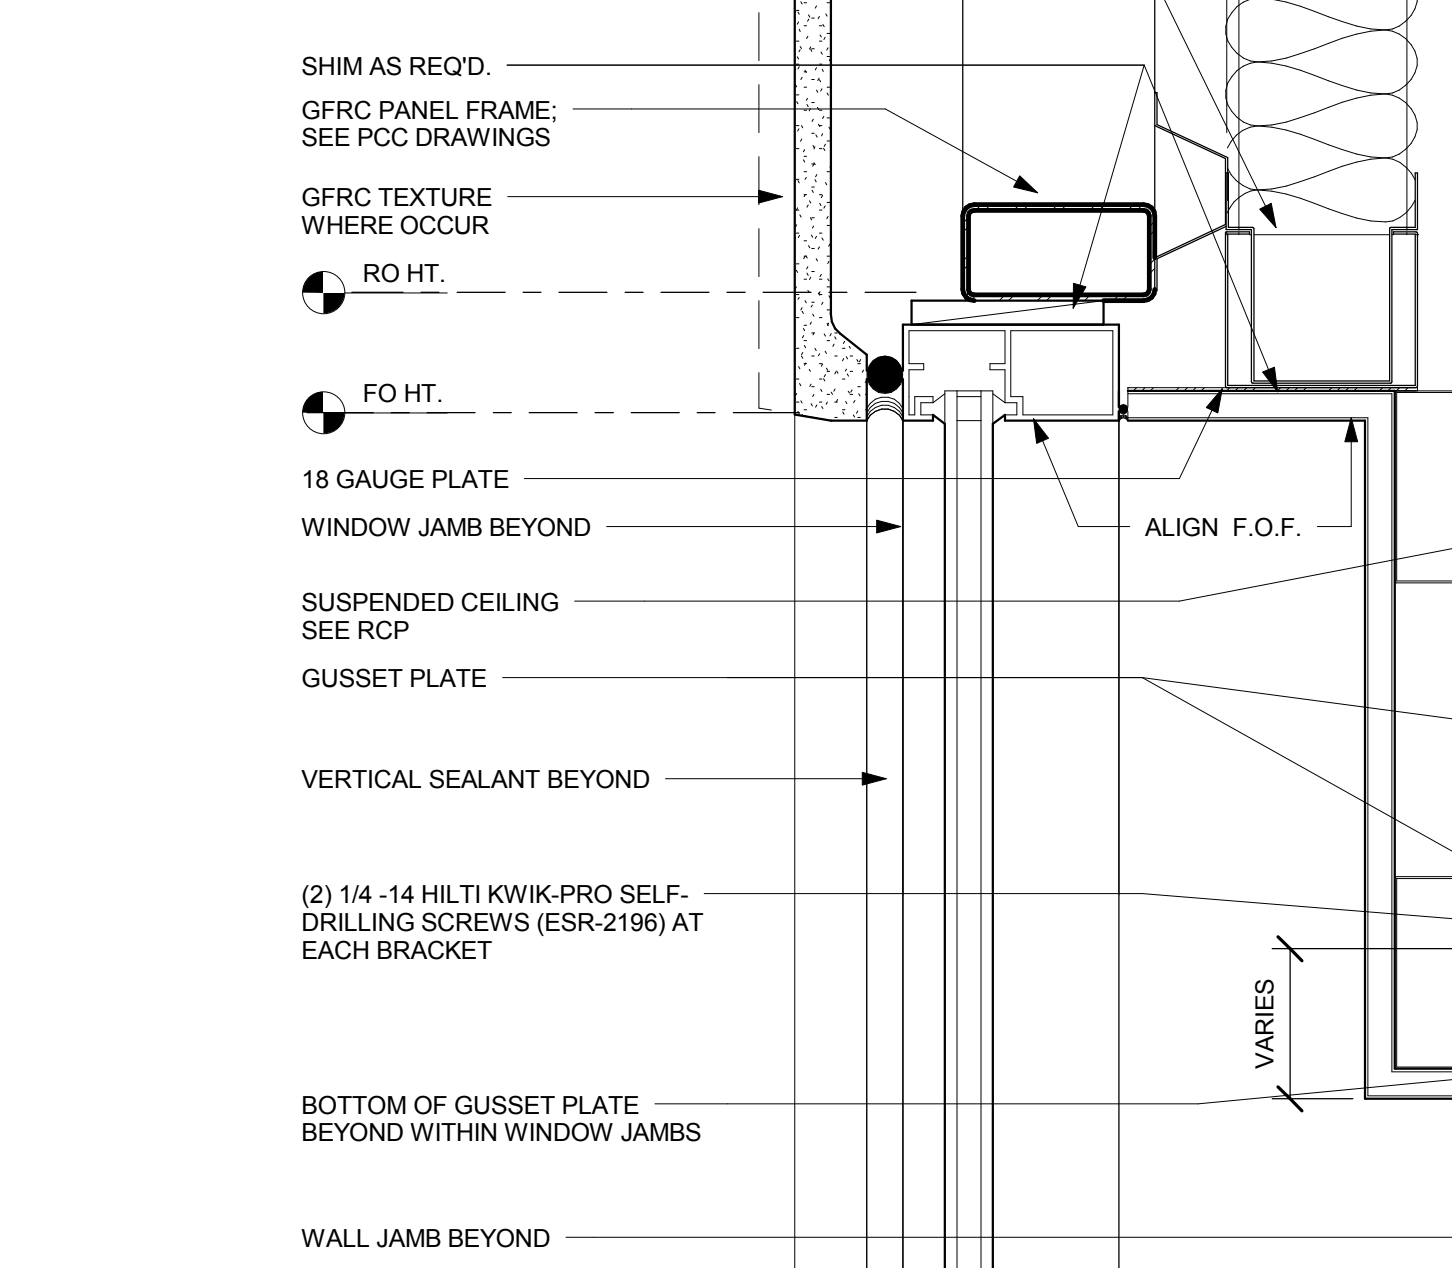 SHIM AS REQ'D.
GFRC PANEL FRAME;
SEE PCC DRAWINGS
GFRC TEXTURE
WHERE OCCUR
RO HT.
FO HT.
18 GAUGE PLATE
WINDOW JAMB BEYOND
ALIGN F.O.F.
SUSPENDED CEILING
SEE RCP
GUSSET PLATE
VERTICAL SEALANT BEYOND
(2) 1/4 -14 HILTI KWIK-PRO SELF-
DRILLING SCREWS (ESR-2196) AT
EACH BRACKET
VARIES
BOTTOM OF GUSSET PLATE
BEYOND WITHIN WINDOW JAMBS
WALL JAMB BEYOND